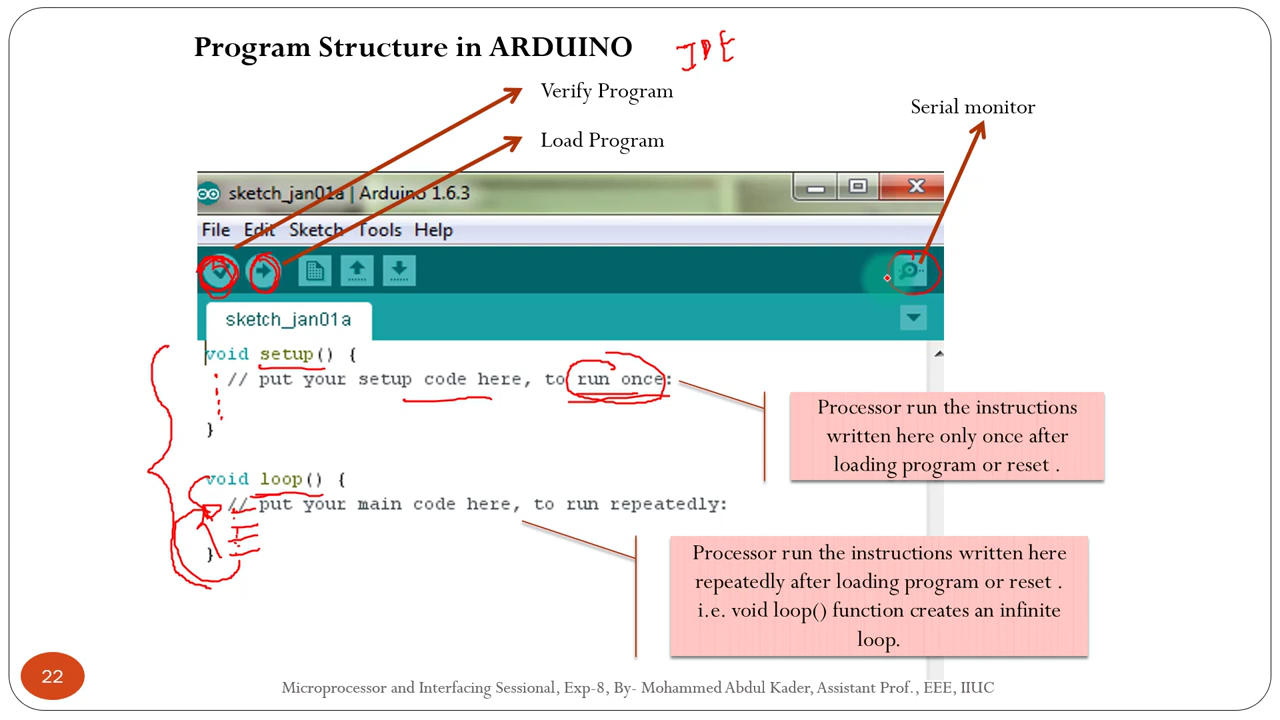 Program Structure in ARDUINO IDE
Verify Program
Load Program
Serial monitor
sketch_jan01a | Arduino 1.6.3
File Edit Sketch Tools Help
sketch_jan01a
void setup() {
// put your setup code here, to run once:
}
void loop() {
// put your main code here, to run repeatedly:
}
Processor run the instructions
written here only once after
loading program or reset .
Processor run the instructions written here
repeatedly after loading program or reset .
i.e. void loop() function creates an infinite
loop.
22
Microprocessor and Interfacing Sessional, Exp-8, By- Mohammed Abdul Kader, Assistant Prof., EEE, IIUC